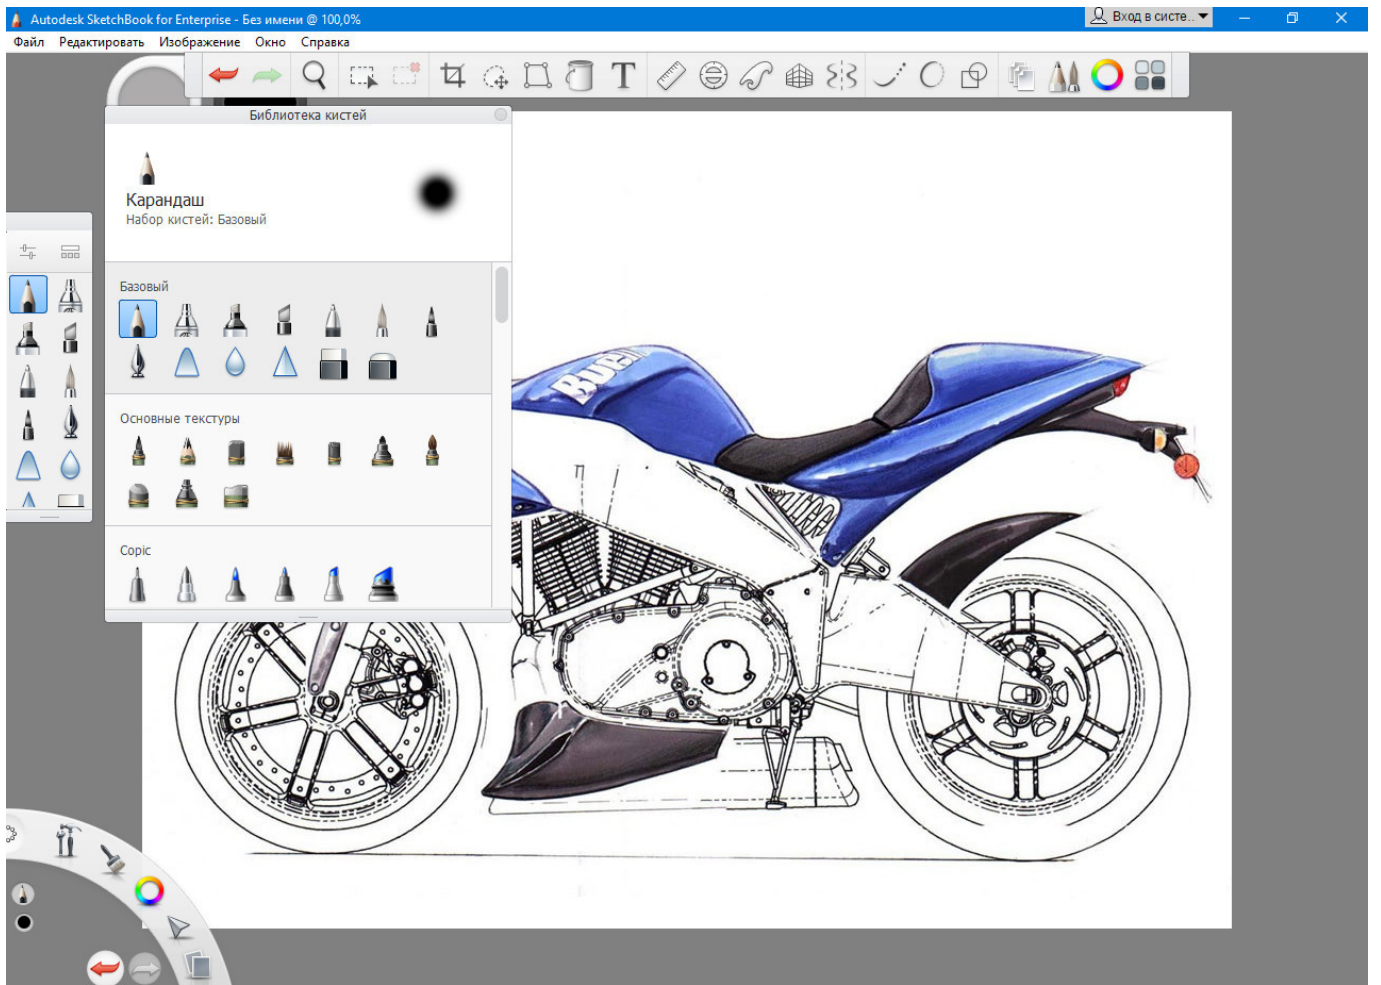 Autodesk SketchBook for Enterprise - Без имени @ 100,0%
Вход в систе..
Файл Редактировать Изображение Окно Справка
T
Библиотека кистей
Карандаш
Набор кистей: Базовый
Базовый
Основные текстуры
Copic